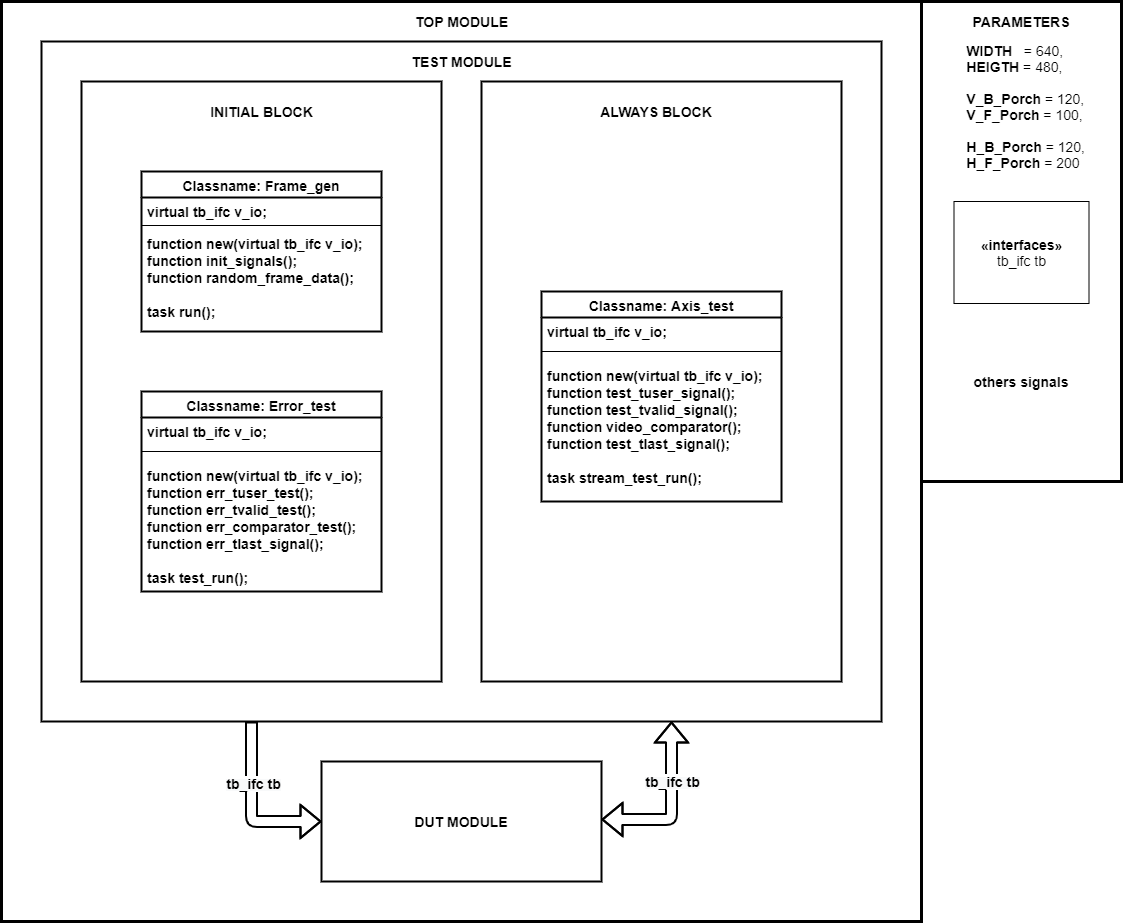 TOP MODULE
TEST MODULE
INITIAL BLOCK
Classname: Frame_gen
virtual tb_ifc v_io;
function new(virtual tb_ifc v_io);
function init_signals();
function random_frame_data();
task run();
Classname: Error_test
virtual tb_ifc v_io;
function new(virtual tb_ifc v_io);
function err_tuser_test();
function err_tvalid_test();
function err_comparator_test();
function err_tlast_signal();
task test_run();
ALWAYS BLOCK
Classname: Axis_test
virtual tb_ifc v_io;
function new(virtual tb_ifc v_io);
function test_tuser_signal();
function test_tvalid_signal();
function video_comparator();
function test_tlast_signal();
task stream_test_run();
tb_ifc tb
DUT MODULE
tb_ifc tb
PARAMETERS
WIDTH = 640,
HEIGTH = 480,
V_B_Porch = 120,
V_F_Porch = 100,
H_B_Porch = 120,
H_F_Porch = 200
«interfaces»
tb_ifc tb
others signals